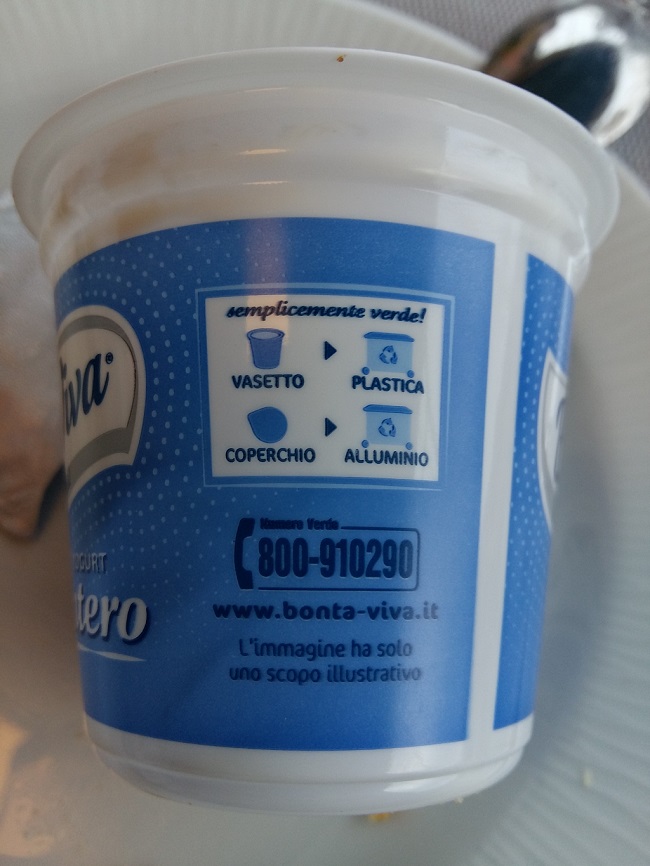 semplicemente verde!
VASETTO
PLASTICA
COPERCHIO
ALLUMINIO
Numero Verde
800-910290
www.bonta-viva.it
L'immagine ha solo
uno scopo illustrativo